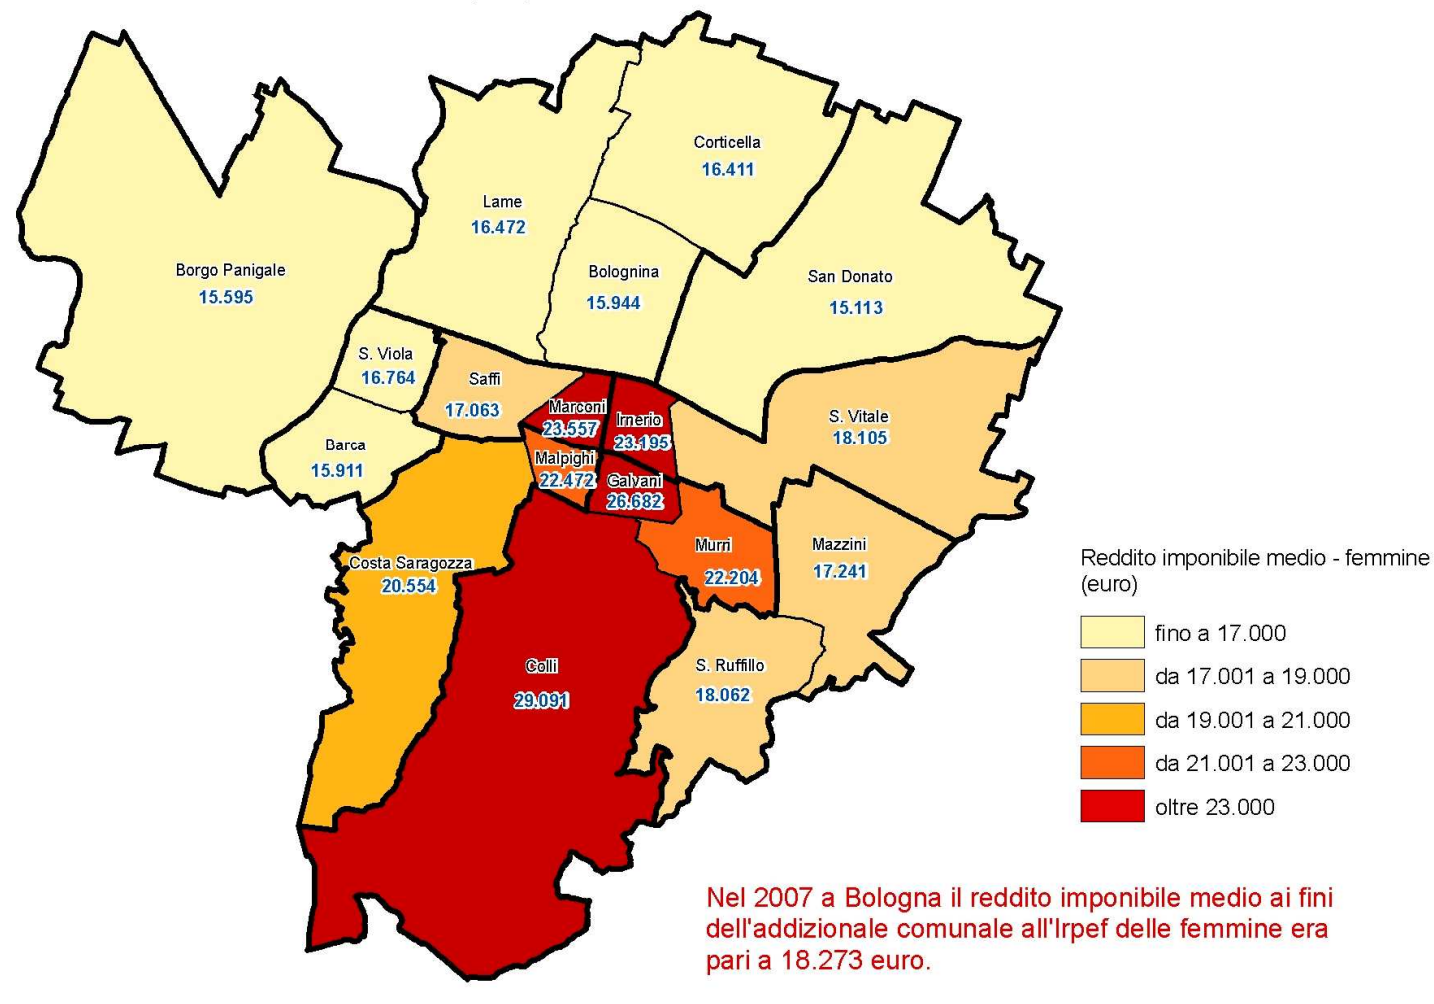 Corticella
16.411
Lame
16.472
Borgo Panigale
15.595
Bolognina
15.944
San Donato
15.113
S. Viola
16.764
Saffi
17.063
Marconi
23.557
Irnerio
23.195
S. Vitale
18.105
Barca
15.911
Malpighi
22.472
Galvani
26.682
Costa Saragozza
20.554
Murri
22.204
Mazzini
17.241
Colli
29.091
S. Ruffillo
18.062
Reddito imponibile medio - femmine
(euro)
fino a 17.000
da 17.001 a 19.000
da 19.001 a 21.000
da 21.001 a 23.000
oltre 23.000
Nel 2007 a Bologna il reddito imponibile medio ai fini
dell'addizionale comunale all'Irpef delle femmine era
pari a 18.273 euro.